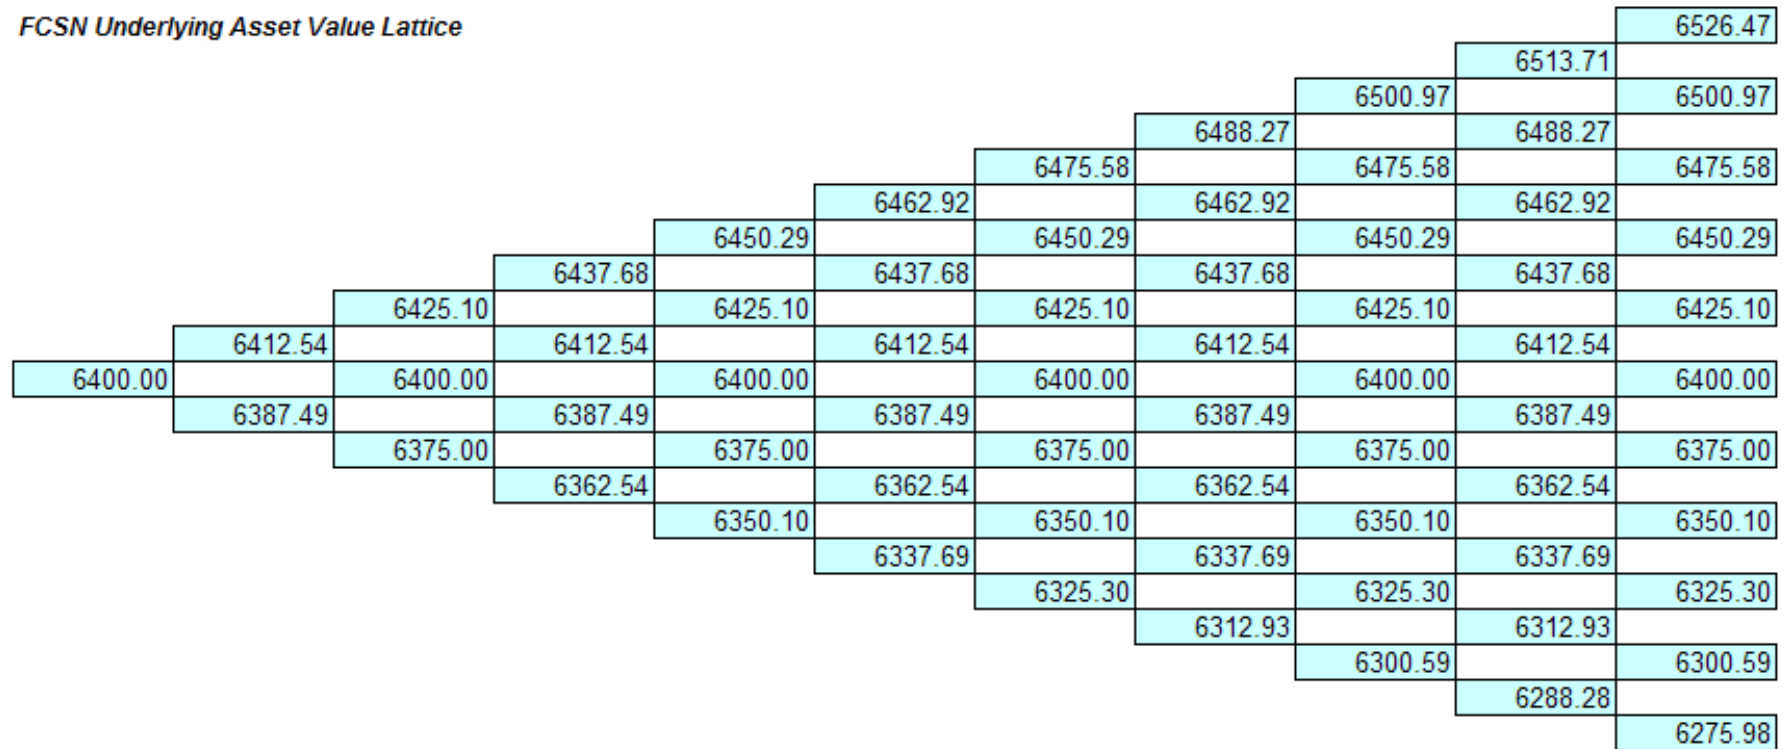 FCSN Underlying Asset Value Lattice 6526.47
6513.71
6500.97 6500.97
6488.27 6488.27
6475.58 6475.58 6475.58
6462.92 6462.92 6462.92
6450.29 6450.29 6450.29 6450.29
6437.68 6437.68 6437.68 6437.68
6425.10 6425.10 6425.10 6425.10 6425.10
6412.54 6412.54 6412.54 6412.54 6412.54
6400.00 6400.00 6400.00 6400.00 6400.00 6400.00
6387.49 6387.49 6387.49 6387.49 6387.49
6375.00 6375.00 6375.00 6375.00 6375.00
6362.54 6362.54 6362.54 6362.54
6350.10 6350.10 6350.10 6350.10
6337.69 6337.69 6337.69
6325.30 6325.30 6325.30
6312.93 6312.93
6300.59 6300.59
6288.28
6275.98